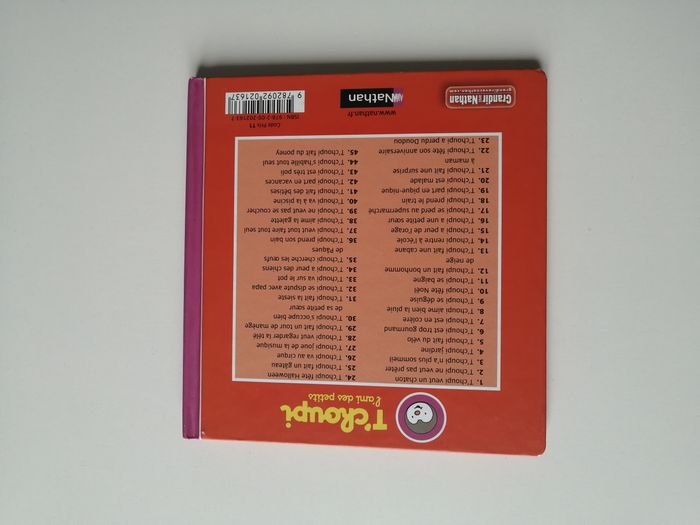 T'choupi
l'ami des petits
1. T'choupi veut un chaton
2. T'choupi ne veut pas prêter
3. T'choupi n'a plus sommeil
4. T'choupi jardine
5. T'choupi fait du vélo
6. T'choupi est trop gourmand
7. T'choupi est en colère
8. T'choupi aime bien la pluie
9. T'choupi se déguise
10. T'choupi fête Noël
11. T'choupi se baigne
12. T'choupi fait un bonhomme
de neige
13. T'choupi fait une cabane
14. T'choupi rentre à l'école
15. T'choupi a peur de l'orage
16. T'choupi a une petite sœur
17. T'choupi se perd au supermarché
18. T'choupi prend le train
19. T'choupi part en pique-nique
20. T'choupi est malade
21. T'choupi fait une surprise
à maman
22. T'choupi fête son anniversaire
23. T'choupi a perdu Doudou
24. T'choupi fête Halloween
25. T'choupi fait un gâteau
26. T'choupi va au cirque
27. T'choupi joue de la musique
28. T'choupi veut regarder la télé
29. T'choupi fait un tour de manège
30. T'choupi s'occupe bien
de sa petite sœur
31. T'choupi fait la sieste
32. T'choupi se dispute avec papa
33. T'choupi va sur le pot
34. T'choupi a peur des chiens
35. T'choupi cherche les œufs
de Pâques
36. T'choupi prend son bain
37. T'choupi veut tout faire tout seul
38. T'choupi aime la galette
39. T'choupi ne veut pas se coucher
40. T'choupi va à la piscine
41. T'choupi fait des bêtises
42. T'choupi part en vacances
43. T'choupi est très poli
44. T'choupi s'habille tout seul
45. T'choupi fait du poney
Grandir avec Nathan
grandiravecnathan.com
www.nathan.fr
Nathan
Code Prix T1
ISBN : 978-2-09-202163-7
9 782092 021637